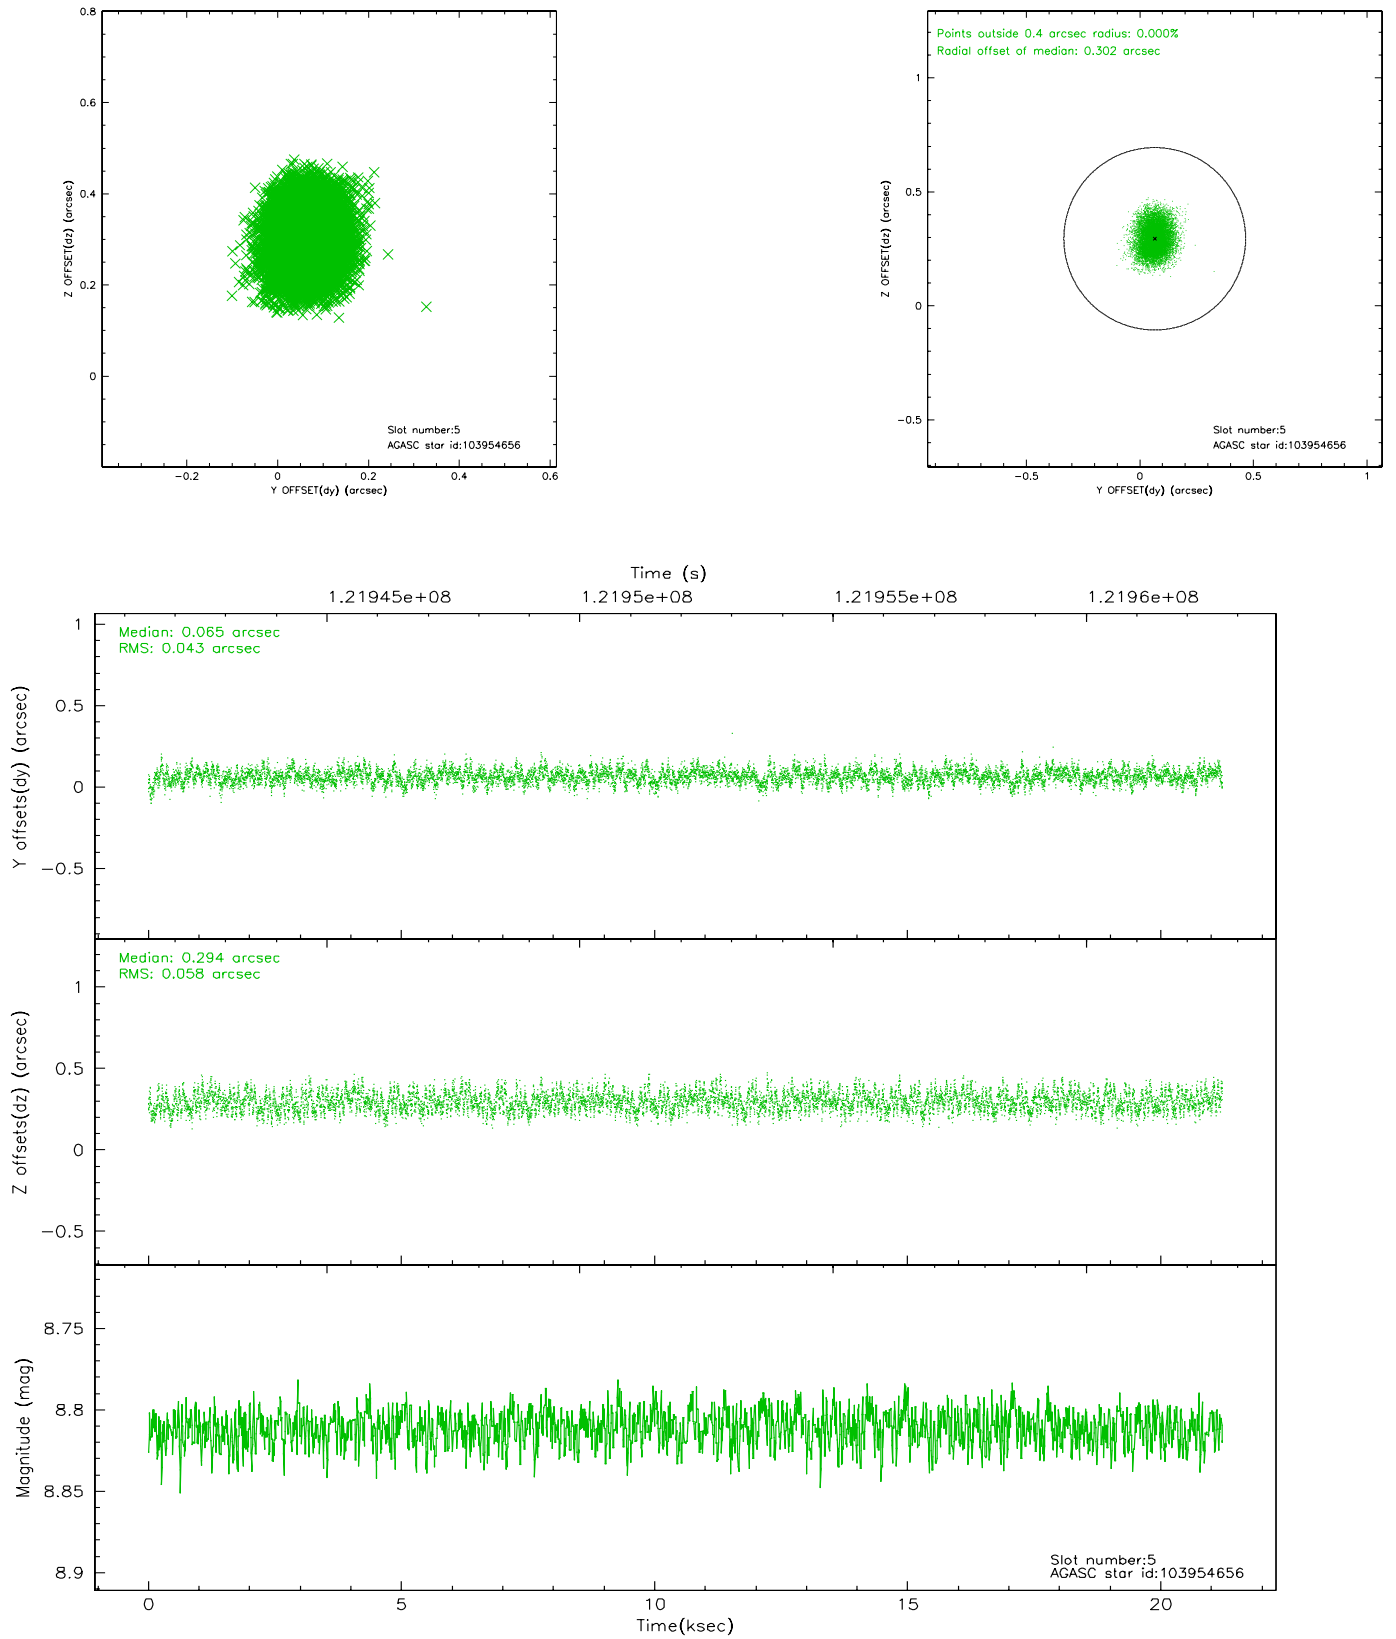 0.8
0.6
0.4
0.2
0
Z OFFSET(dz) (arcsec)
Slot number:5
AGASC star id:103954656
−0.2 0 0.2 0.4 0.6
Y OFFSET(dy) (arcsec)
Points outside 0.4 arcsec radius: 0.000%
Radial offset of median: 0.302 arcsec
1
0.5
0
−0.5
Z OFFSET(dz) (arcsec)
Slot number:5
AGASC star id:103954656
−0.5 0 0.5 1
Y OFFSET(dy) (arcsec)
Time (s)
1.21945e+08 1.2195e+08 1.21955e+08 1.2196e+08
Median: 0.065 arcsec
RMS: 0.043 arcsec
1
0.5
0
−0.5
Y offsets(dy) (arcsec)
Median: 0.294 arcsec
RMS: 0.058 arcsec
1
0.5
0
−0.5
Z offsets(dz) (arcsec)
8.75
8.8
8.85
8.9
Magnitude (mag)
Slot number:5
AGASC star id:103954656
0 5 10 15 20
Time(ksec)